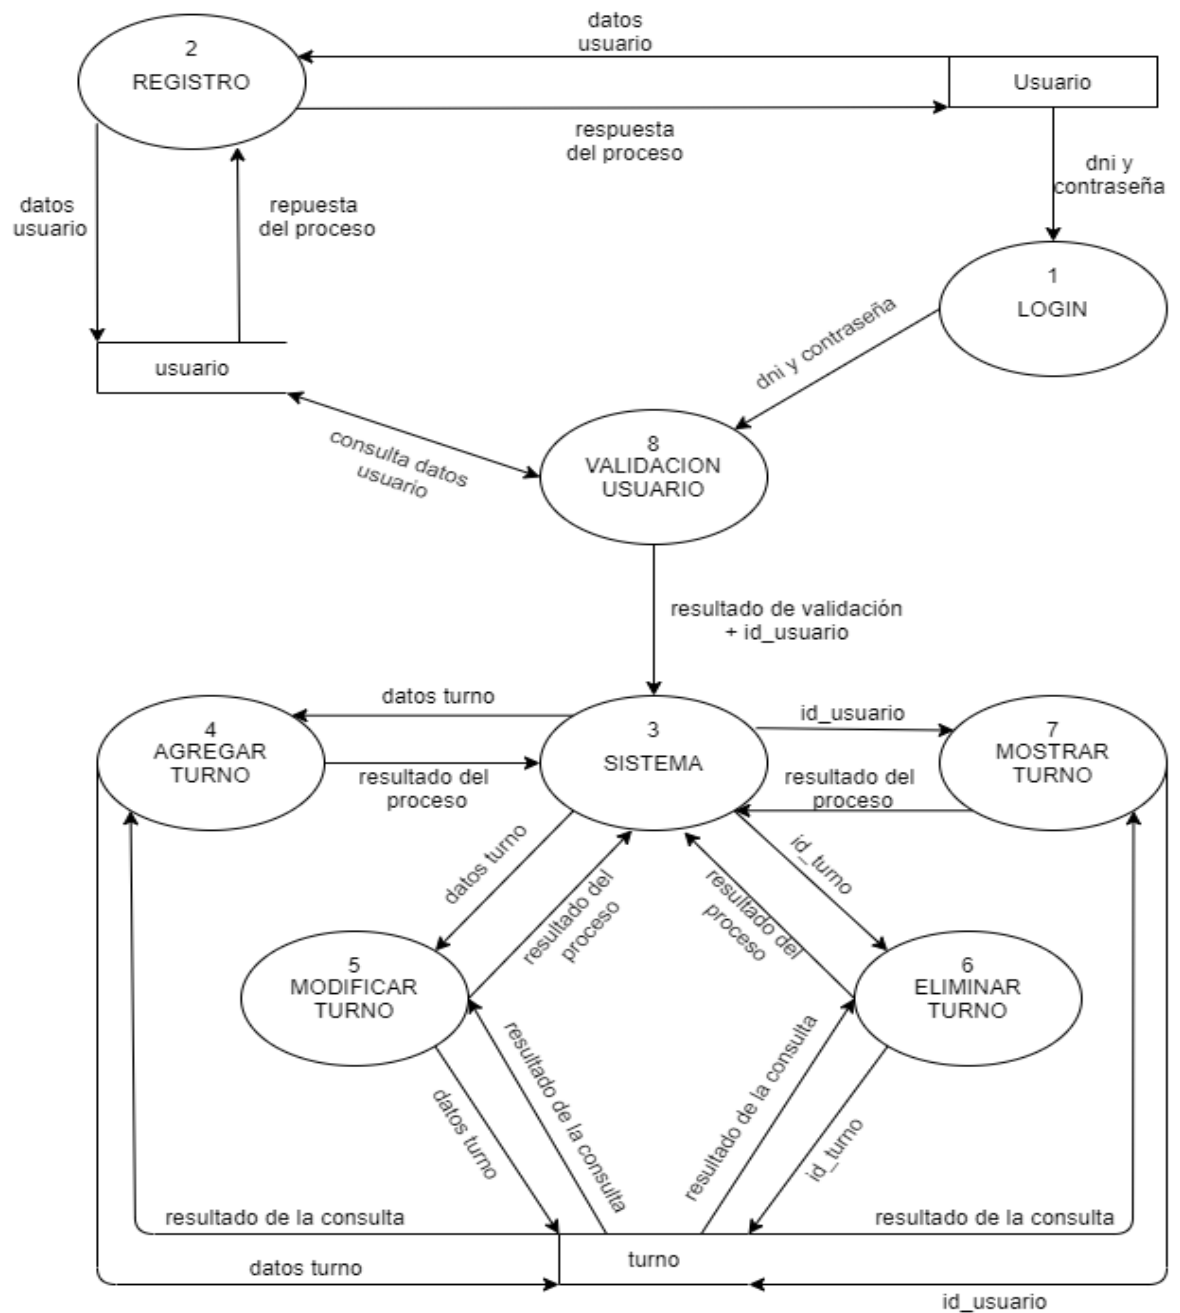 datos
usuario
2
REGISTRO
Usuario
respuesta
del proceso
dni y
contraseña
datos
usuario
repuesta
del proceso
1
LOGIN
dni y contraseña
usuario
consulta datos
usuario
8
VALIDACION
USUARIO
resultado de validación
+ id_usuario
datos turno
id_usuario
4
AGREGAR
TURNO
3
SISTEMA
7
MOSTRAR
TURNO
resultado del
proceso
resultado del
proceso
datos turno
id_turno
resultado del
proceso
resultado del
proceso
5
MODIFICAR
TURNO
6
ELIMINAR
TURNO
datos turno
resultado de la consulta
resultado de la consulta
id_turno
resultado de la consulta
resultado de la consulta
turno
datos turno
id_usuario